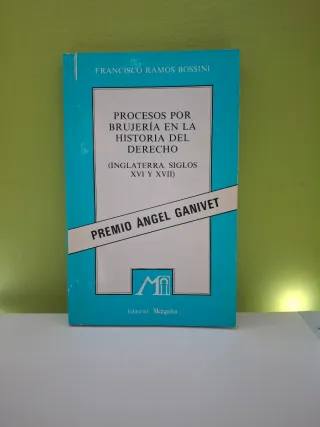 FRANCISCO RAMOS BOSSINI
PROCESOS POR
BRUJERÍA EN LA
HISTORIA DEL
DERECHO
(INGLATERRA. SIGLOS
XVI Y XVII)
PREMIO ÁNGEL GANIVET
Editorial Mezquita